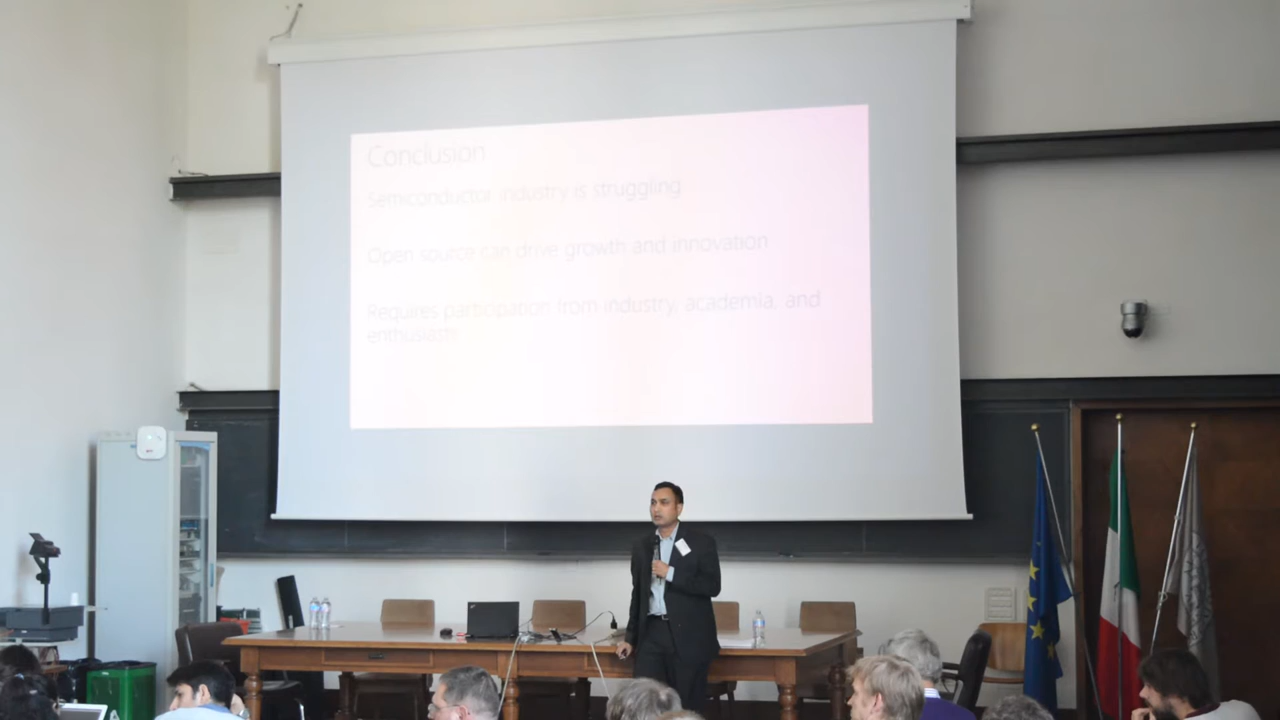 Conclusion
Semiconductor industry is struggling
Open source can drive growth and innovation
Requires participation from industry, academia, and
enthusiasts